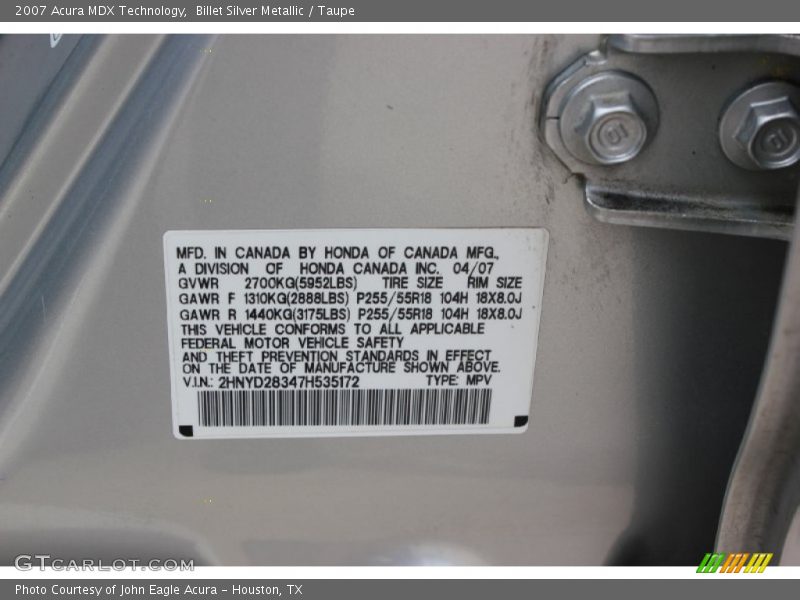 2007 Acura MDX Technology, Billet Silver Metallic / Taupe
MFD. IN CANADA BY HONDA OF CANADA MFG.,
A DIVISION OF HONDA CANADA INC. 04/07
GVWR 2700KG(5952LBS) TIRE SIZE RIM SIZE
GAWR F 1310KG(2888LBS) P255/55R18 104H 18X8.0J
GAWR R 1440KG(3175LBS) P255/55R18 104H 18X8.0J
THIS VEHICLE CONFORMS TO ALL APPLICABLE
FEDERAL MOTOR VEHICLE SAFETY
AND THEFT PREVENTION STANDARDS IN EFFECT
ON THE DATE OF MANUFACTURE SHOWN ABOVE.
V.I.N.: 2HNYD28347H535172 TYPE: MPV
GTCARLOT.COM
Photo Courtesy of John Eagle Acura - Houston, TX